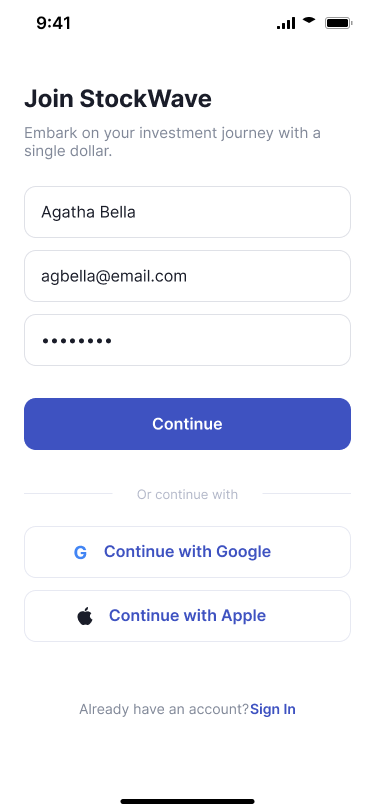 9:41
Join StockWave
Embark on your investment journey with a
single dollar.
Agatha Bella
agbella@email.com
••••••••
Continue
Or continue with
G Continue with Google
Continue with Apple
Already have an account?Sign In